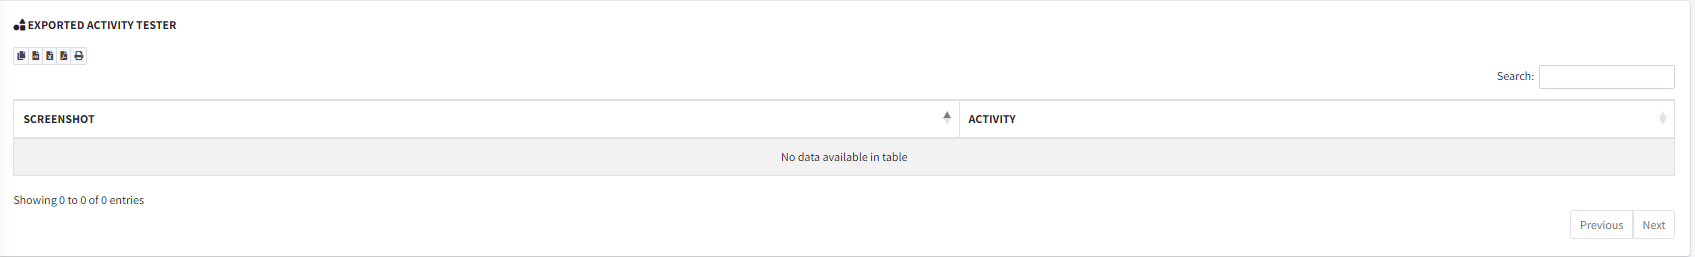 EXPORTED ACTIVITY TESTER
Search:
SCREENSHOT ACTIVITY
No data available in table
Showing 0 to 0 of 0 entries
Previous Next